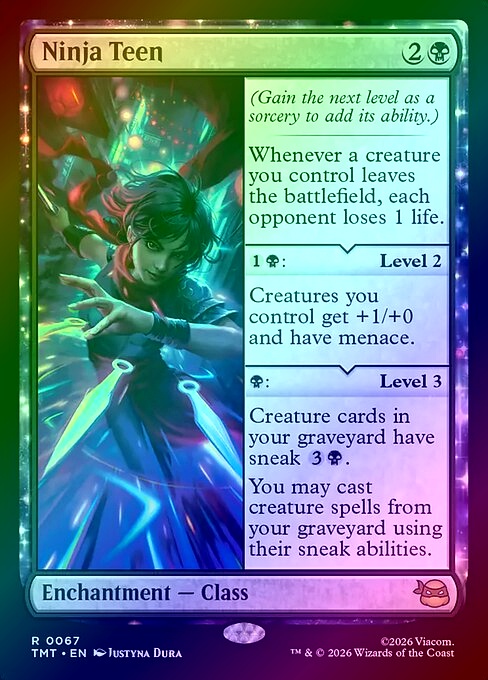 Ninja Teen 2
(Gain the next level as a
sorcery to add its ability.)
Whenever a creature
you control leaves
the battlefield, each
opponent loses 1 life.
1 : Level 2
Creatures you
control get +1/+0
and have menace.
: Level 3
Creature cards in
your graveyard have
sneak 3 .
You may cast
creature spells from
your graveyard using
their sneak abilities.
Enchantment — Class
R 0067
TMT • EN Justyna Dura
©2026 Viacom.
™ & © 2026 Wizards of the Coast